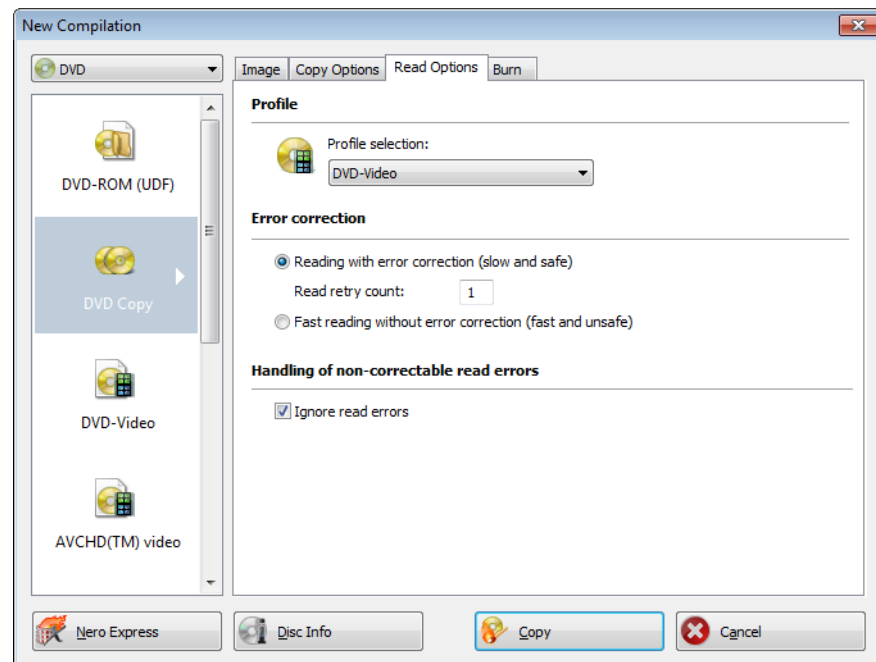 New Compilation
DVD
Image Copy Options Read Options Burn
DVD-ROM (UDF)
DVD Copy
DVD-Video
AVCHD(TM) video
Profile
Profile selection:
DVD-Video
Error correction
Reading with error correction (slow and safe)
Read retry count: 1
Fast reading without error correction (fast and unsafe)
Handling of non-correctable read errors
Ignore read errors
Nero Express Disc Info Copy Cancel